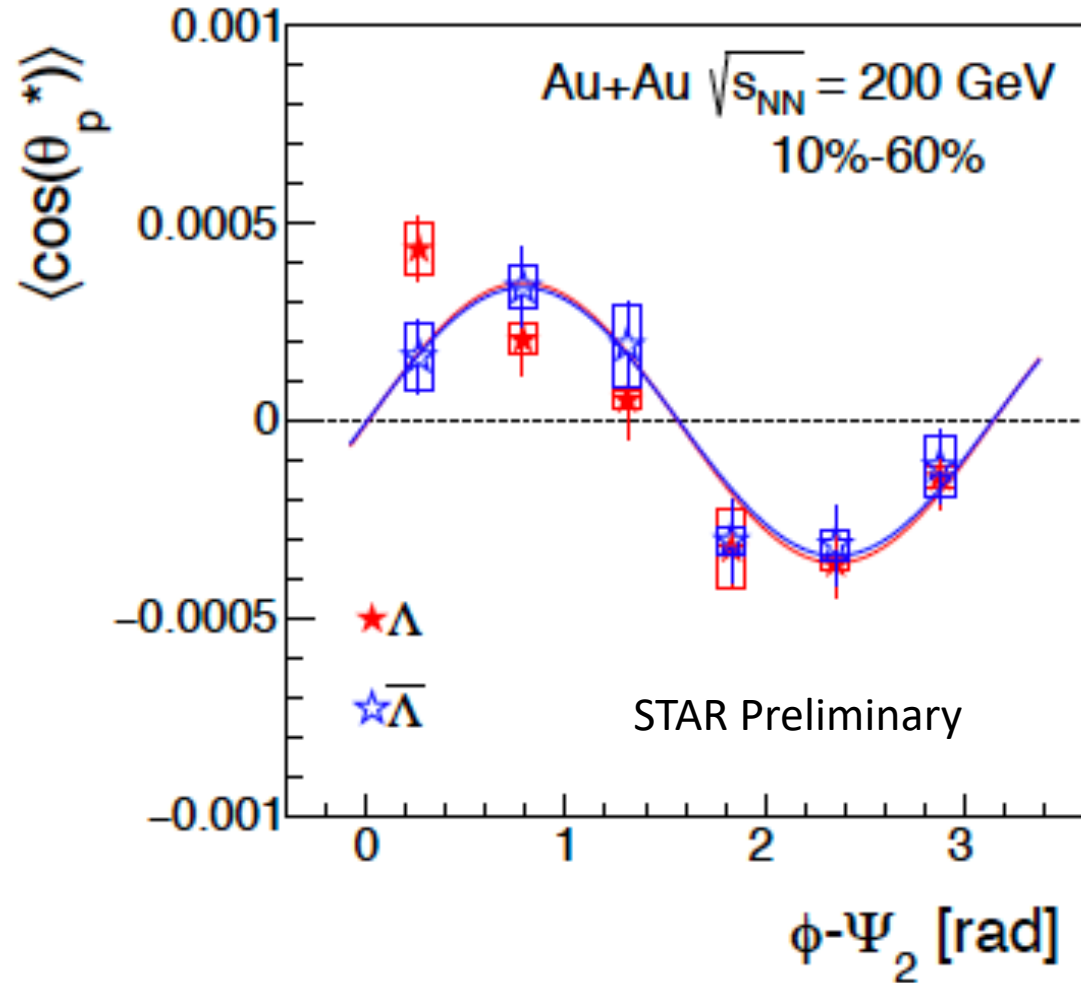 ⟨cos(θp*)⟩
Au+Au √sNN = 200 GeV
10%-60%
0.001
0.0005
0
−0.0005
−0.001
★Λ
☆Λ̅
STAR Preliminary
0 1 2 3
ϕ-Ψ2 [rad]